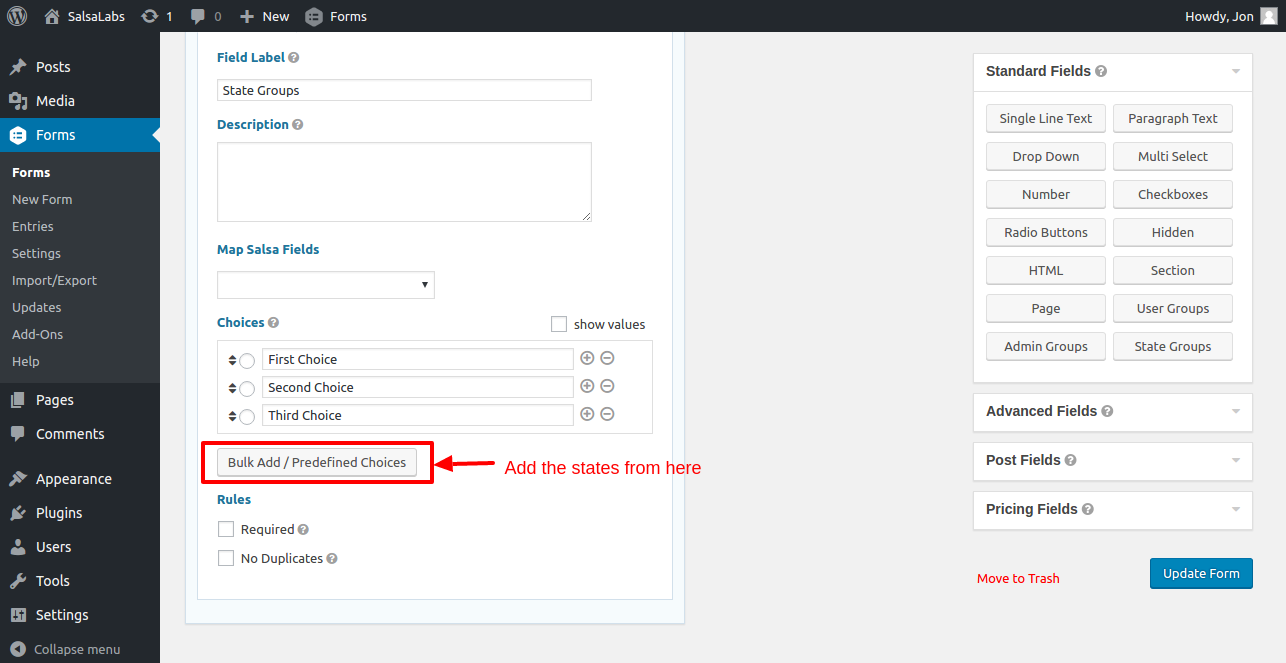 SalsaLabs 1 0 New Forms Howdy, Jon
Posts
Media
Forms
Forms
New Form
Entries
Settings
Import/Export
Updates
Add-Ons
Help
Pages
Comments
Appearance
Plugins
Users
Tools
Settings
Collapse menu
Field Label
State Groups
Description
Map Salsa Fields
Choices show values
First Choice
Second Choice
Third Choice
Bulk Add / Predefined Choices
Add the states from here
Rules
Required
No Duplicates
Standard Fields
Single Line Text Paragraph Text
Drop Down Multi Select
Number Checkboxes
Radio Buttons Hidden
HTML Section
Page User Groups
Admin Groups State Groups
Advanced Fields
Post Fields
Pricing Fields
Move to Trash Update Form